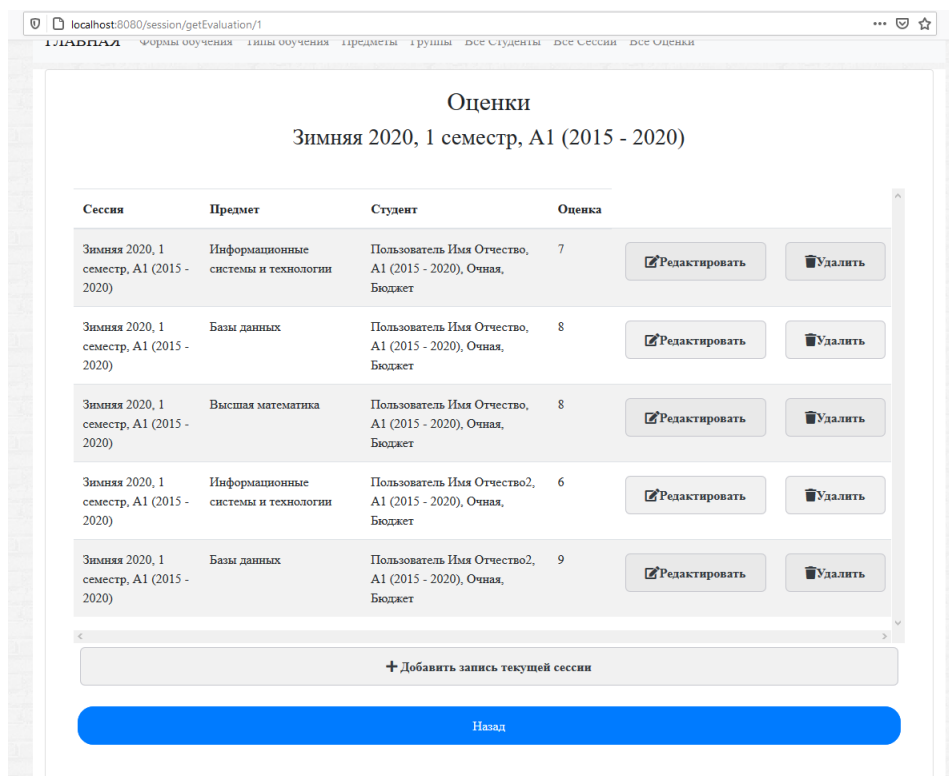 localhost:8080/session/getEvaluation/1
ГЛАВНАЯ Формы обучения Типы обучения Предметы Группы Все Студенты Все Сессии Все Оценки
Оценки
Зимняя 2020, 1 семестр, А1 (2015 - 2020)
Сессия Предмет Студент Оценка
Зимняя 2020, 1 Информационные Пользователь Имя Отчество, 7
семестр, А1 (2015 - системы и технологии А1 (2015 - 2020), Очная, Редактировать Удалить
2020) Бюджет
Зимняя 2020, 1 Базы данных Пользователь Имя Отчество, 8
семестр, А1 (2015 - А1 (2015 - 2020), Очная, Редактировать Удалить
2020) Бюджет
Зимняя 2020, 1 Высшая математика Пользователь Имя Отчество, 8
семестр, А1 (2015 - А1 (2015 - 2020), Очная, Редактировать Удалить
2020) Бюджет
Зимняя 2020, 1 Информационные Пользователь Имя Отчество2, 6
семестр, А1 (2015 - системы и технологии А1 (2015 - 2020), Очная, Редактировать Удалить
2020) Бюджет
Зимняя 2020, 1 Базы данных Пользователь Имя Отчество2, 9
семестр, А1 (2015 - А1 (2015 - 2020), Очная, Редактировать Удалить
2020) Бюджет
+ Добавить запись текущей сессии
Назад